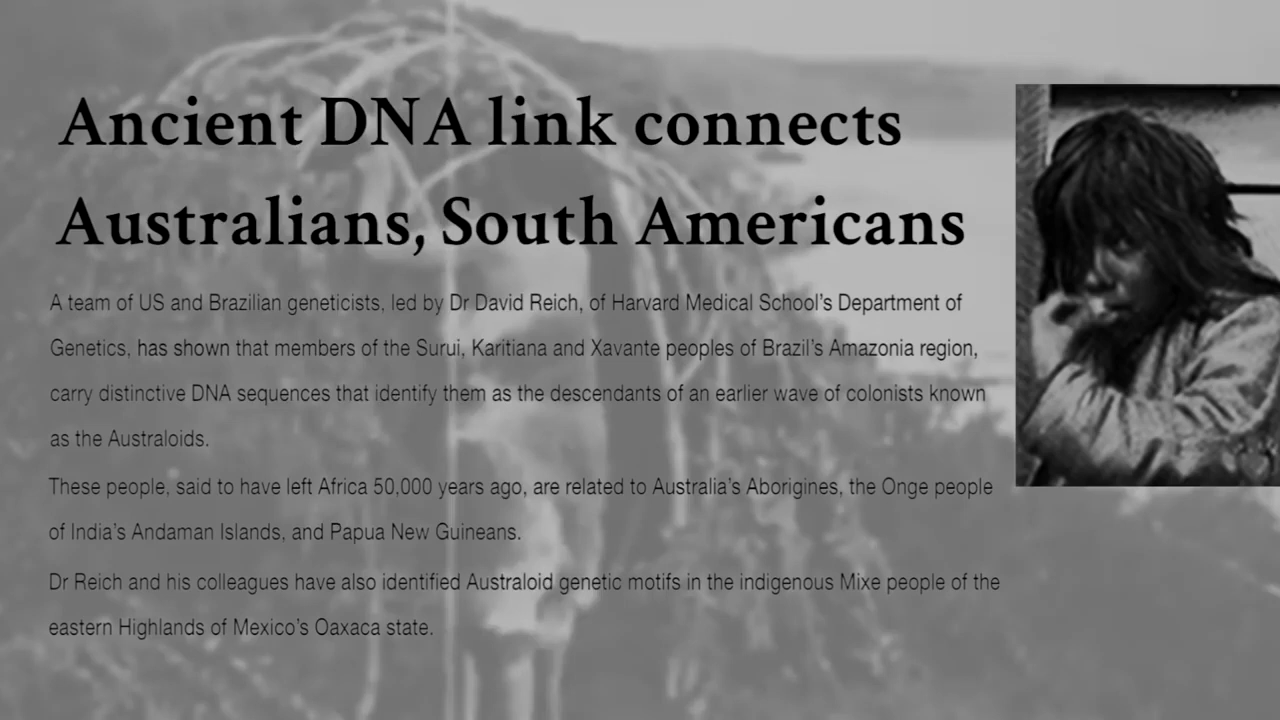 Ancient DNA link connects
Australians, South Americans
A team of US and Brazilian geneticists, led by Dr David Reich, of Harvard Medical School's Department of
Genetics, has shown that members of the Surui, Karitiana and Xavante peoples of Brazil's Amazonia region,
carry distinctive DNA sequences that identify them as the descendants of an earlier wave of colonists known
as the Australoids.
These people, said to have left Africa 50,000 years ago, are related to Australia's Aborigines, the Onge people
of India's Andaman Islands, and Papua New Guineans.
Dr Reich and his colleagues have also identified Australoid genetic motifs in the indigenous Mixe people of the
eastern Highlands of Mexico's Oaxaca state.